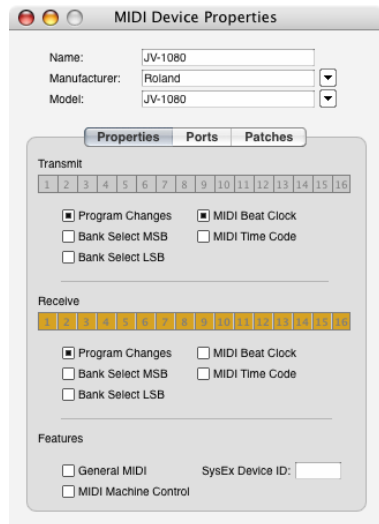 MIDI Device Properties
Name: JV-1080
Manufacturer: Roland
Model: JV-1080
Properties Ports Patches
Transmit
1 2 3 4 5 6 7 8 9 10 11 12 13 14 15 16
Program Changes MIDI Beat Clock
Bank Select MSB MIDI Time Code
Bank Select LSB
Receive
1 2 3 4 5 6 7 8 9 10 11 12 13 14 15 16
Program Changes MIDI Beat Clock
Bank Select MSB MIDI Time Code
Bank Select LSB
Features
General MIDI SysEx Device ID:
MIDI Machine Control